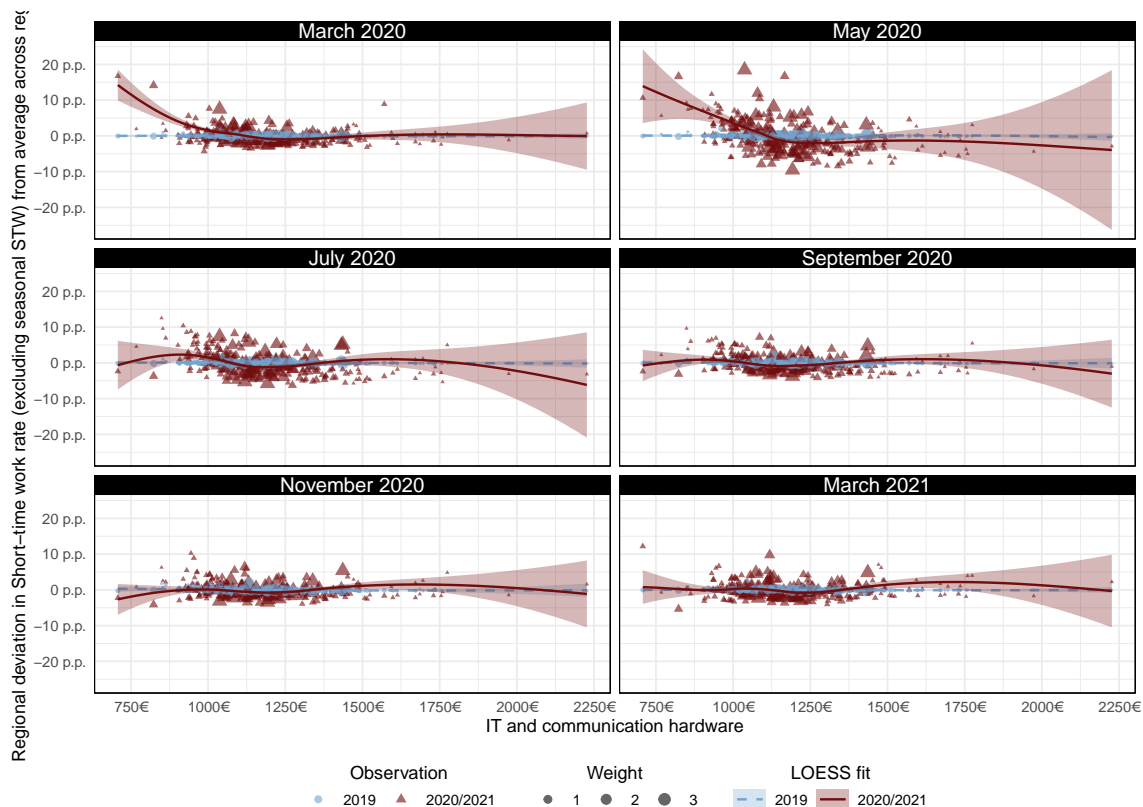 Regional deviation in Short−time work rate (excluding seasonal STW) from average across
March 2020
May 2020
20 p.p.
10 p.p.
0 p.p.
−10 p.p.
−20 p.p.
July 2020
September 2020
20 p.p.
10 p.p.
0 p.p.
−10 p.p.
−20 p.p.
November 2020
March 2021
20 p.p.
10 p.p.
0 p.p.
−10 p.p.
−20 p.p.
750€ 1000€ 1250€ 1500€ 1750€ 2000€ 2250€ 750€ 1000€ 1250€ 1500€ 1750€ 2000€ 2250€
IT and communication hardware
Observation Weight LOESS fit
2019 2020/2021 1 2 3 2019 2020/2021